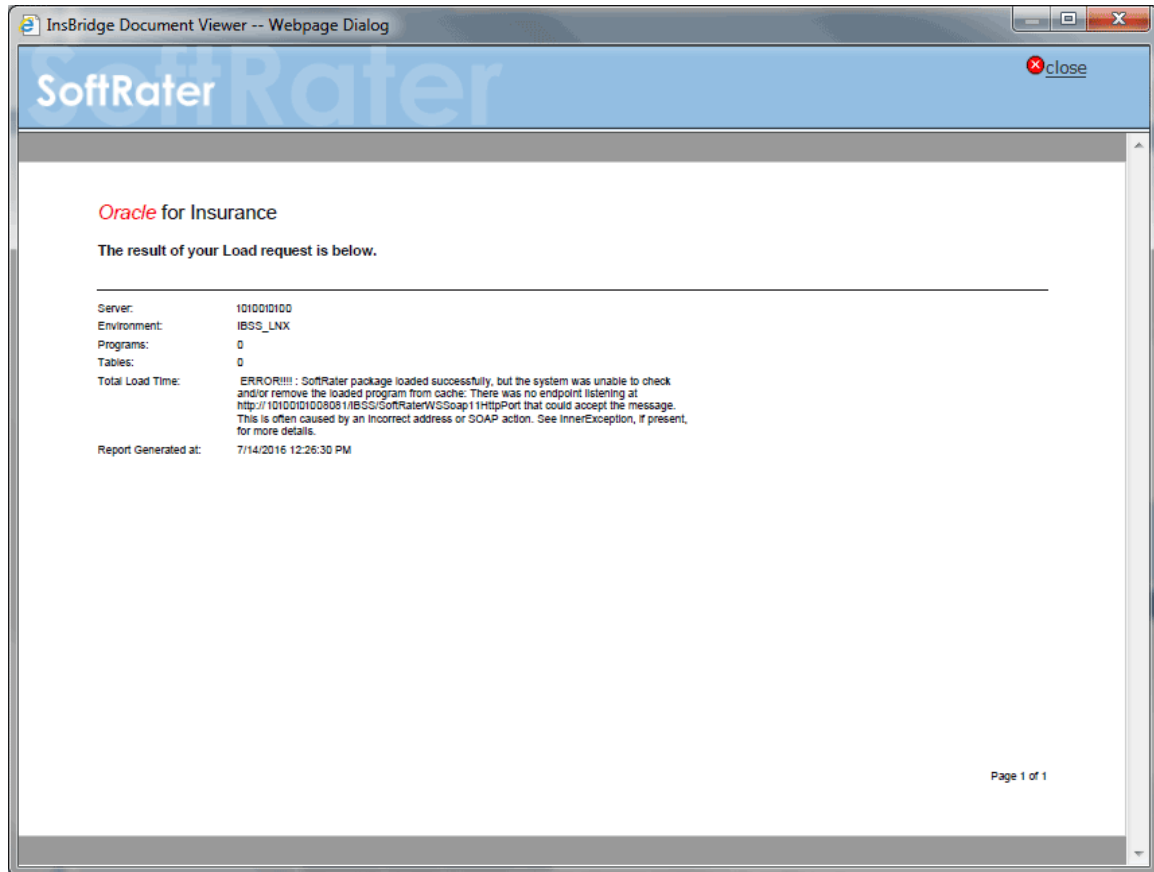 InsBridge Document Viewer -- Webpage Dialog
SoftRater
SoftRater
close
Oracle for Insurance
The result of your Load request is below.
Server: 1010010100
Environment: IBSS_LNX
Programs: 0
Tables: 0
Total Load Time: ERROR!!!! : SoftRater package loaded successfully, but the system was unable to check
and/or remove the loaded program from cache: There was no endpoint listening at
http://10100101008081/IBSS/SoftRaterWSSoap11HttpPort that could accept the message.
This is often caused by an incorrect address or SOAP action. See InnerException, if present,
for more details.
Report Generated at: 7/14/2016 12:26:30 PM
Page 1 of 1